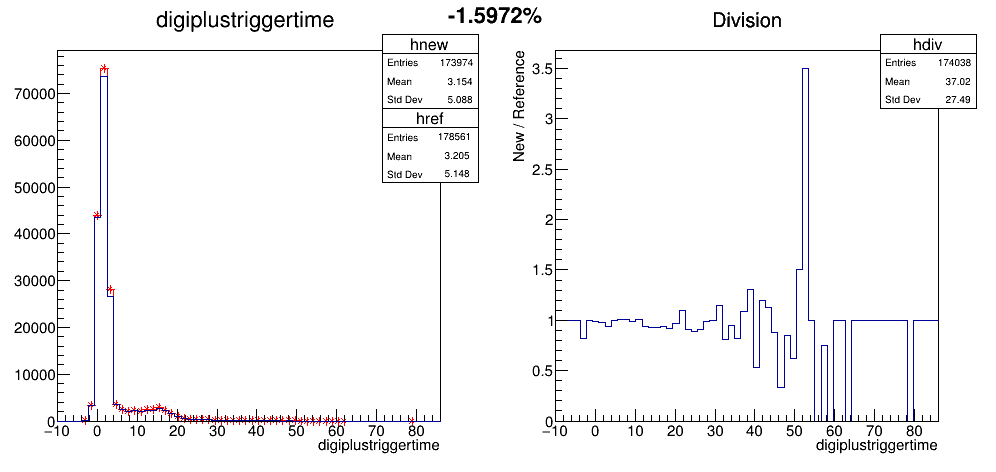 digiplustriggertime
-1.5972%
Division
hnew
Entries 173974
Mean 3.154
Std Dev 5.088
href
Entries 178561
Mean 3.205
Std Dev 5.148
70000
60000
50000
40000
30000
20000
10000
0
−10 0 10 20 30 40 50 60 70 80
digiplustriggertime
hdiv
Entries 174038
Mean 37.02
Std Dev 27.49
New / Reference
3.5
3
2.5
2
1.5
1
0.5
0
−10 0 10 20 30 40 50 60 70 80
digiplustriggertime